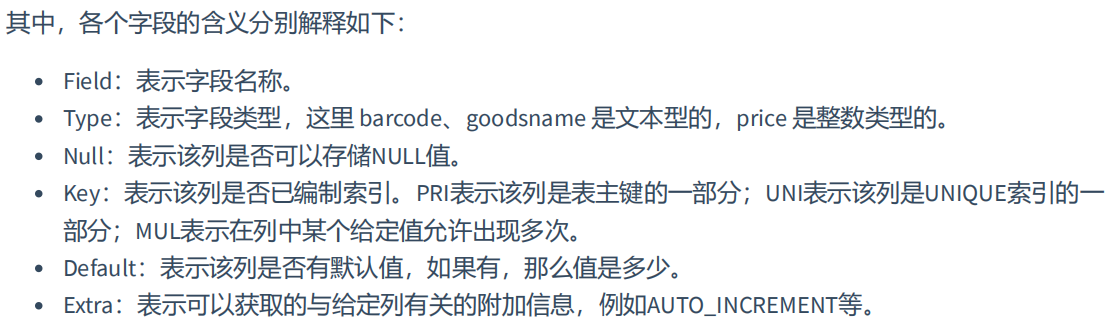 其中，各个字段的含义分别解释如下：
• Field：表示字段名称。
• Type：表示字段类型，这里 barcode、goodsname 是文本型的，price 是整数类型的。
• Null：表示该列是否可以存储NULL值。
• Key：表示该列是否已编制索引。PRI表示该列是表主键的一部分；UNI表示该列是UNIQUE索引的一
部分；MUL表示在列中某个给定值允许出现多次。
• Default：表示该列是否有默认值，如果有，那么值是多少。
• Extra：表示可以获取的与给定列有关的附加信息，例如AUTO_INCREMENT等。